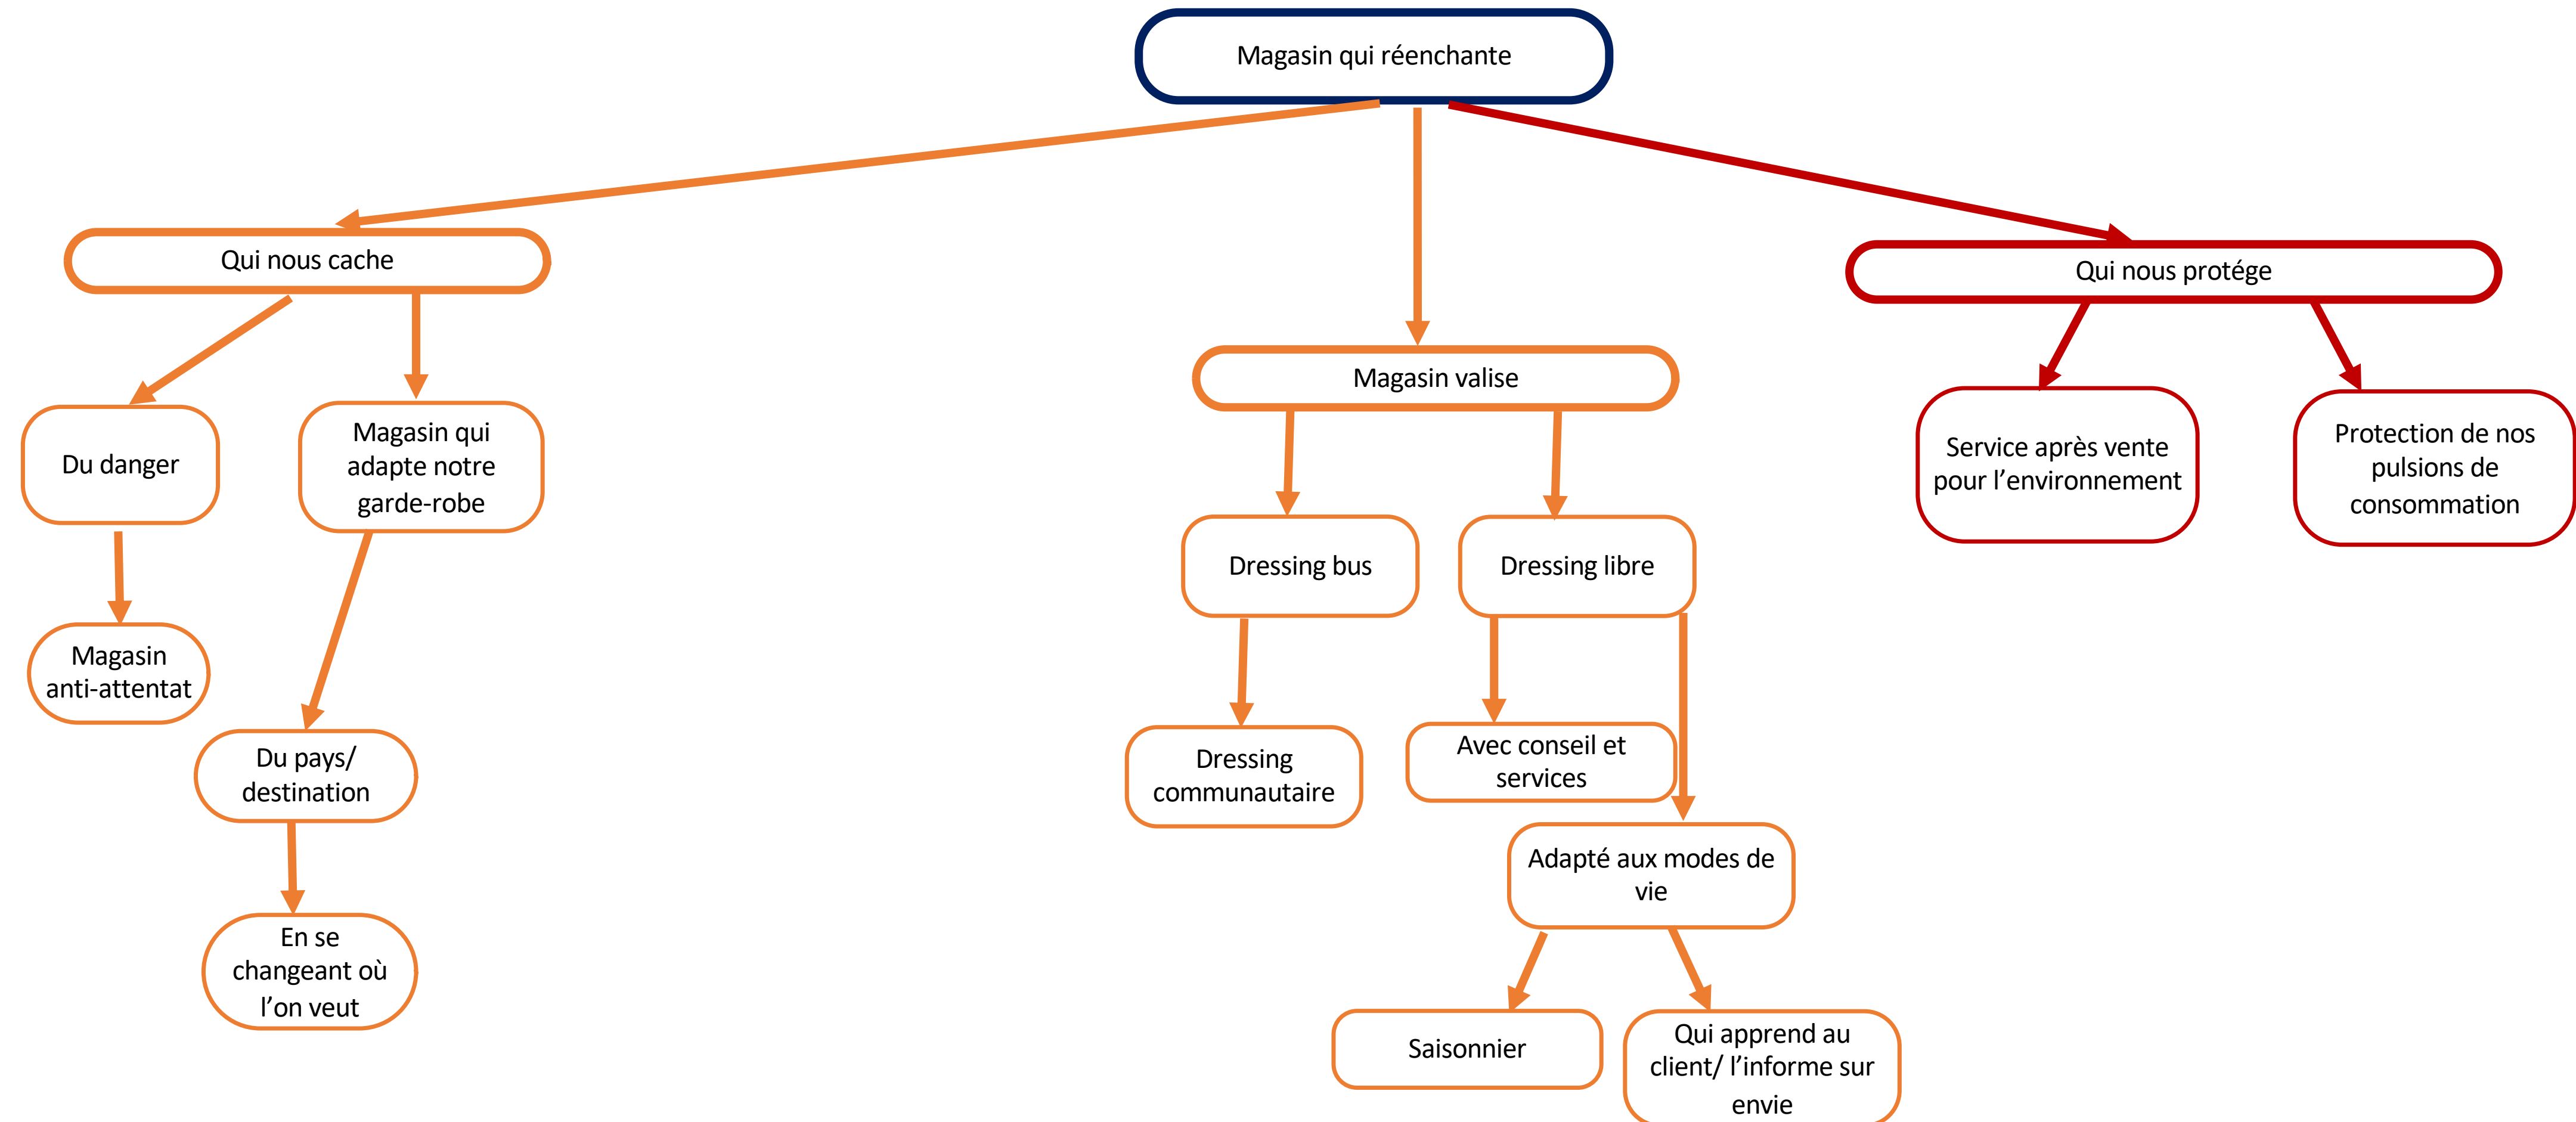 Magasin qui réenchante
Qui nous cache
Qui nous protége
Magasin valise
Du danger
Magasin qui
adapte notre
garde-robe
Service après vente
pour l’environnement
Protection de nos
pulsions de
consommation
Dressing bus
Dressing libre
Magasin
anti-attentat
Du pays/
destination
Dressing
communautaire
Avec conseil et
services
Adapté aux modes de
vie
En se
changeant où
l’on veut
Saisonnier
Qui apprend au
client/ l’informe sur
envie